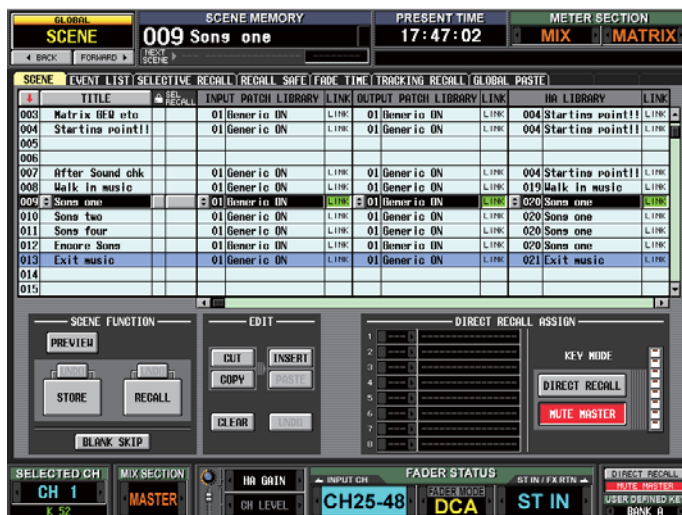 GLOBAL
SCENE
BACK FORWARD
SCENE MEMORY
009 Song one
NEXT SCENE
PRESENT TIME
17:47:02
METER SECTION
MIX MATRIX
SCENE EVENT LIST SELECTIVE RECALL RECALL SAFE FADE TIME TRACKING RECALL GLOBAL PASTE
TITLE SEL RECALL INPUT PATCH LIBRARY LINK OUTPUT PATCH LIBRARY LINK HA LIBRARY LINK
003 Matrix GEQ etc 01 Generic ON LINK 01 Generic ON LINK 004 Starting point!! LINK
004 Starting point!! 01 Generic ON LINK 01 Generic ON LINK 004 Starting point!! LINK
005
006
007 After Sound chk 01 Generic ON LINK 01 Generic ON LINK 004 Starting point!! LINK
008 Walk in music 01 Generic ON LINK 01 Generic ON LINK 019 Walk in music LINK
009 Song one 01 Generic ON LINK 01 Generic ON LINK 020 Song one LINK
010 Song two 01 Generic ON LINK 01 Generic ON LINK 020 Song one LINK
011 Song four 01 Generic ON LINK 01 Generic ON LINK 020 Song one LINK
012 Encore Song 01 Generic ON LINK 01 Generic ON LINK 020 Song one LINK
013 Exit music 01 Generic ON LINK 01 Generic ON LINK 021 Exit music LINK
014
015
SCENE FUNCTION
PREVIEW
UNDO UNDO
STORE RECALL
BLANK SKIP
EDIT
CUT INSERT
COPY PASTE
CLEAR UNDO
DIRECT RECALL ASSIGN
1
2
3
4
5
6
7
8
KEY MODE
DIRECT RECALL
MUTE MASTER
SELECTED CH
CH 1
K 52
MIX SECTION
MASTER
HA GAIN
CH LEVEL
FADER STATUS
INPUT CH
CH25-48
FADER MODE
DCA
ST IN / FX RTN
ST IN
DIRECT RECALL
MUTE MASTER
USER DEFINED KEY
BANK A